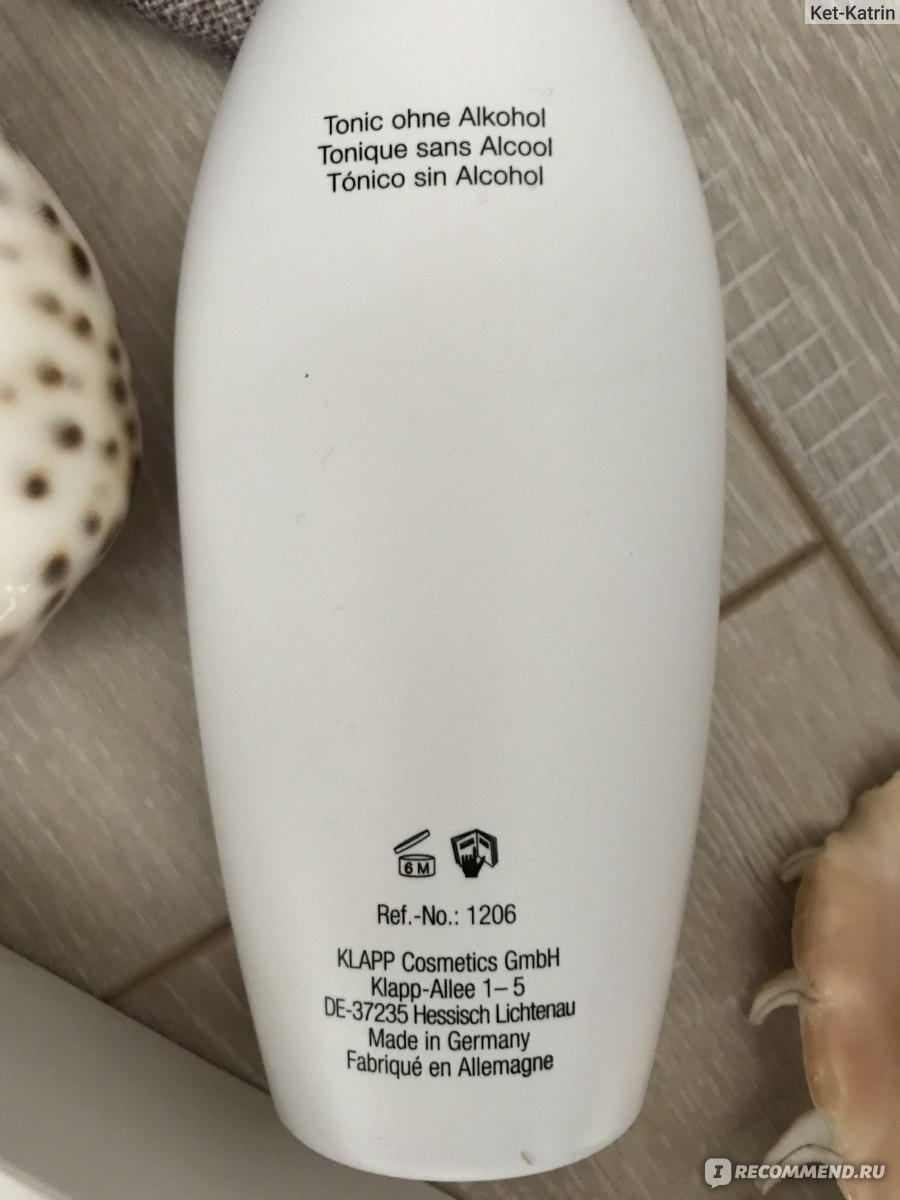 Ket-Katrin
Tonic ohne Alkohol
Tonique sans Alcool
Tónico sin Alcohol
6 M
Ref.-No.: 1206
KLAPP Cosmetics GmbH
Klapp-Allee 1– 5
DE-37235 Hessisch Lichtenau
Made in Germany
Fabriqué en Allemagne
IRECOMMEND.RU